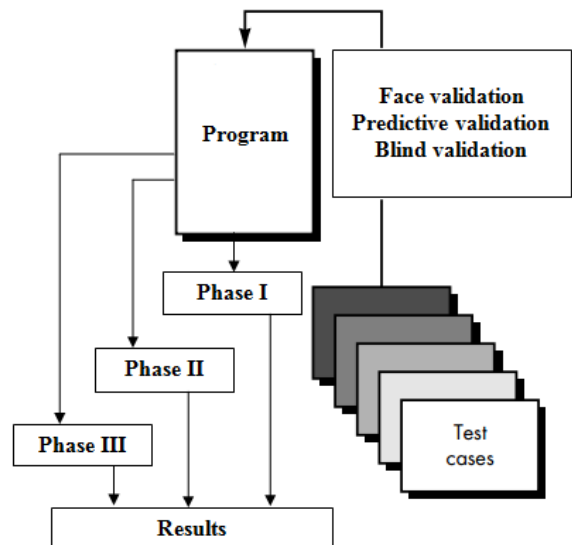 Face validation
Predictive validation
Blind validation
Program
Phase I
Phase II
Phase III
Test
cases
Results